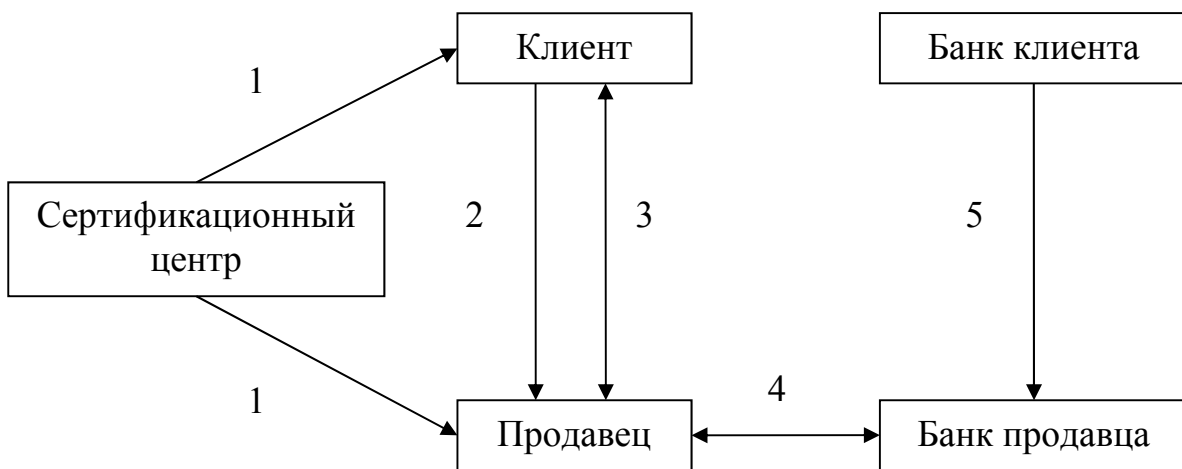 Клиент
Банк клиента
1
Сертификационный
центр
2
3
5
1
4
Продавец
Банк продавца